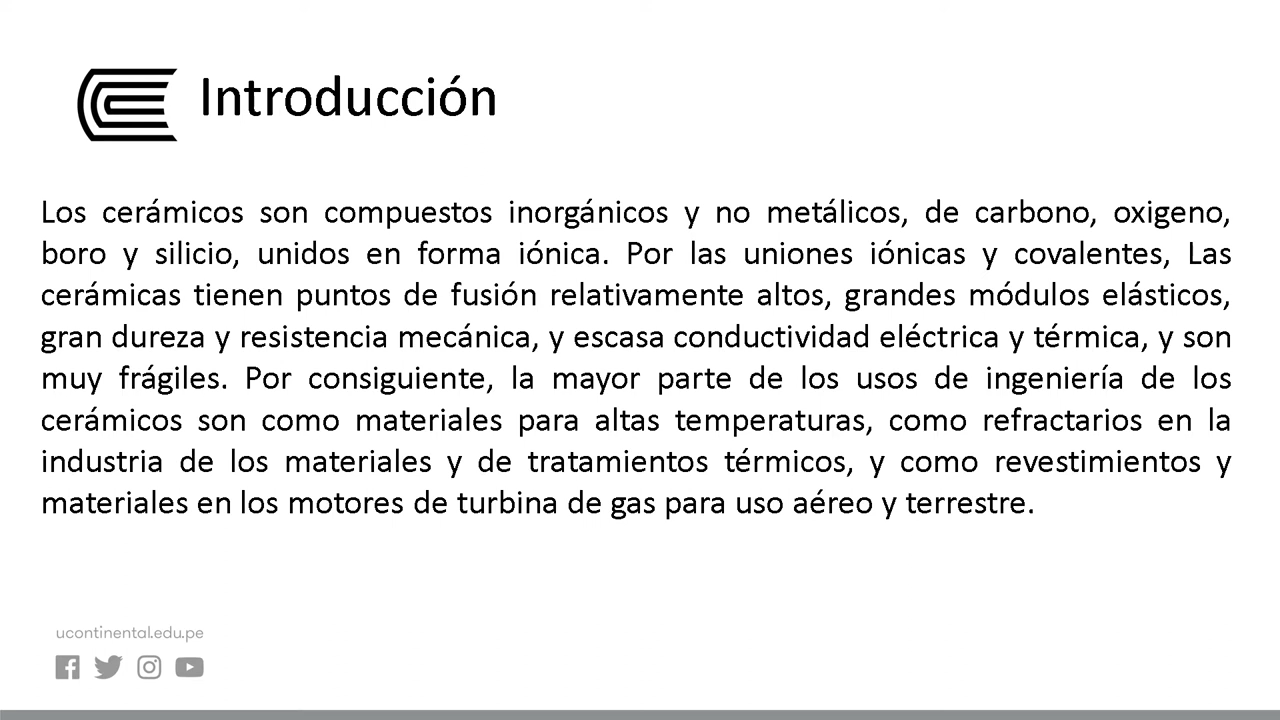 Introducción
Los cerámicos son compuestos inorgánicos y no metálicos, de carbono, oxigeno,
boro y silicio, unidos en forma iónica. Por las uniones iónicas y covalentes, Las
cerámicas tienen puntos de fusión relativamente altos, grandes módulos elásticos,
gran dureza y resistencia mecánica, y escasa conductividad eléctrica y térmica, y son
muy frágiles. Por consiguiente, la mayor parte de los usos de ingeniería de los
cerámicos son como materiales para altas temperaturas, como refractarios en la
industria de los materiales y de tratamientos térmicos, y como revestimientos y
materiales en los motores de turbina de gas para uso aéreo y terrestre.
ucontinental.edu.pe